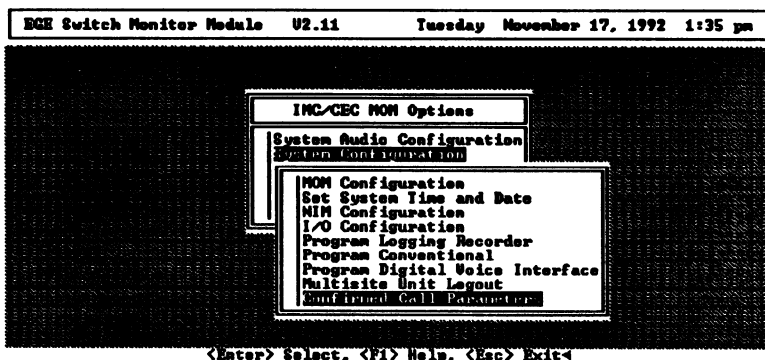 EGE Switch Monitor Module V2.11 Tuesday November 17, 1992 1:35 pm
IMC/CEC MOM Options
System Audio Configuration
System Configuration
MOM Configuration
Set System Time and Date
NIM Configuration
I/O Configuration
Program Logging Recorder
Program Conventional
Program Digital Voice Interface
Multisite Unit Logout
Confirmed Call Parameters
<Enter> Select, <F1> Help, <Esc> Exit◄